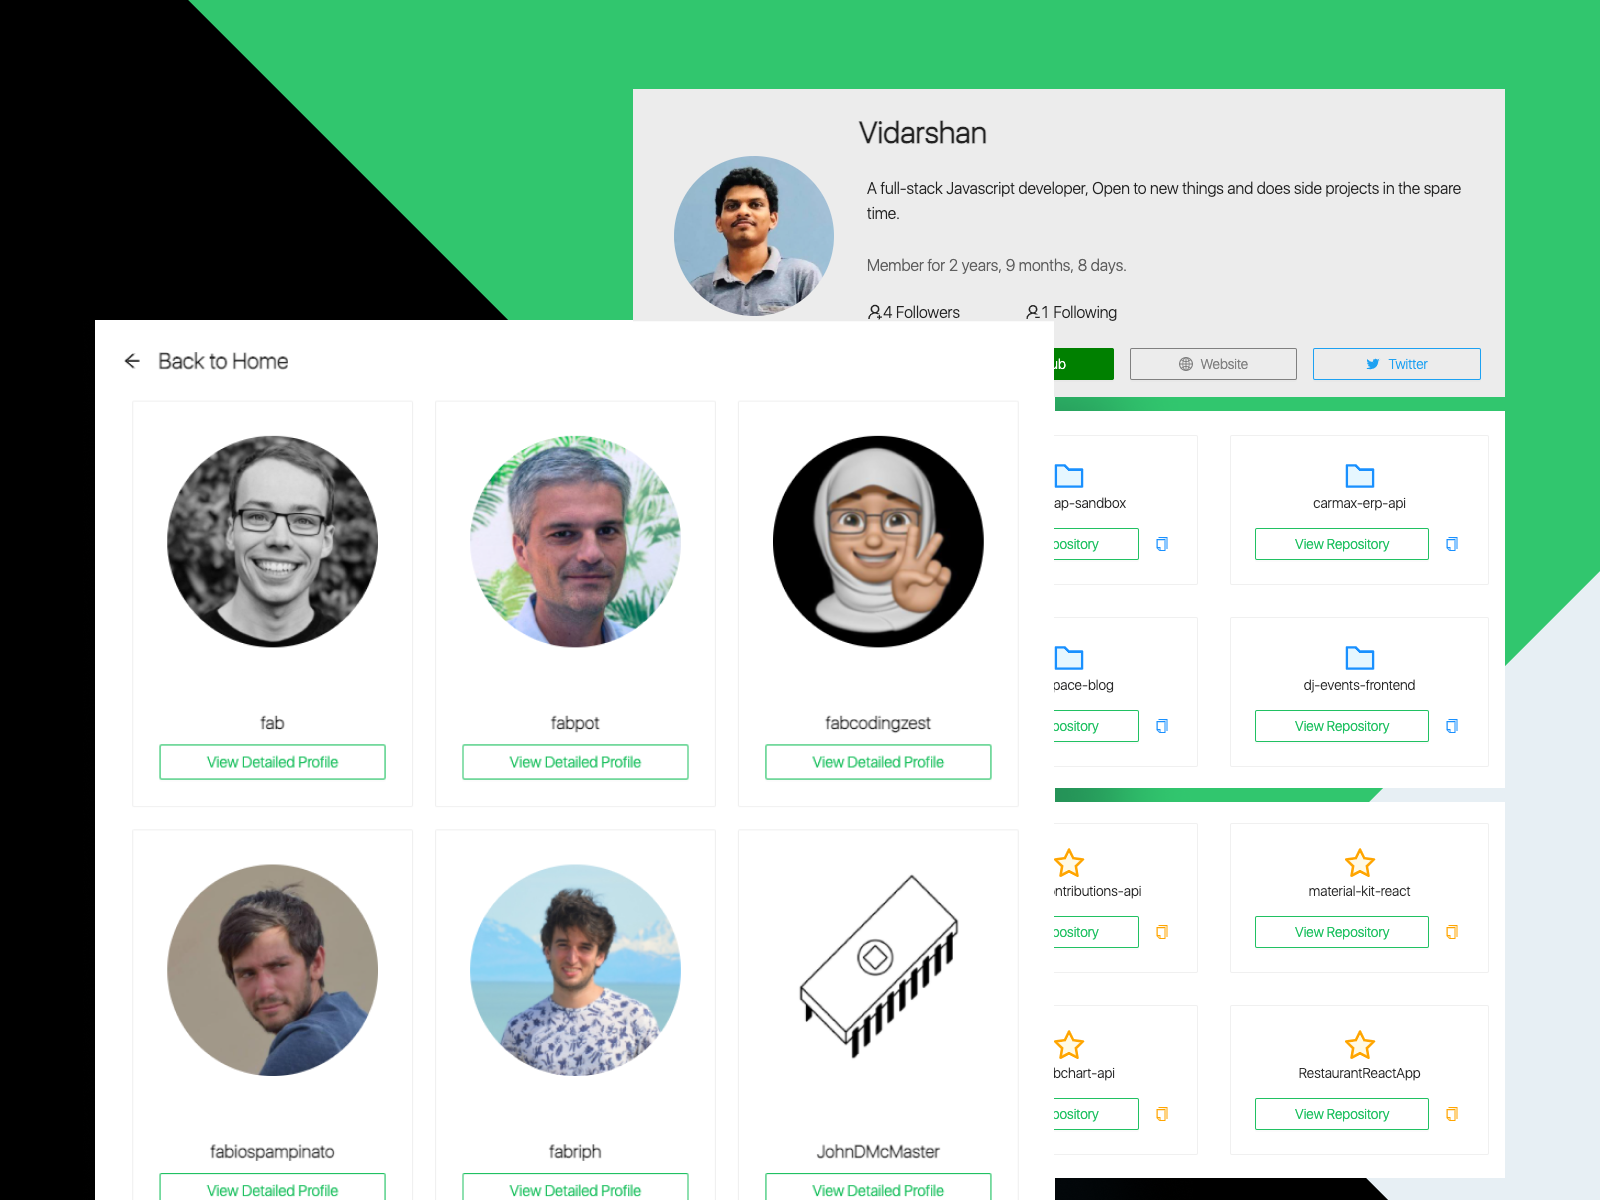 Vidarshan
A full-stack Javascript developer, Open to new things and does side projects in the spare
time.
Member for 2 years, 9 months, 8 days.
4 Followers
1 Following
ub
Website
Twitter
Back to Home
fab
View Detailed Profile
fabpot
View Detailed Profile
fabcodingzest
View Detailed Profile
fabiospampinato
View Detailed Profile
fabriph
View Detailed Profile
JohnDMcMaster
View Detailed Profile
ap-sandbox
pository
carmax-erp-api
View Repository
pace-blog
pository
dj-events-frontend
View Repository
ontributions-api
pository
material-kit-react
View Repository
bchart-api
pository
RestaurantReactApp
View Repository